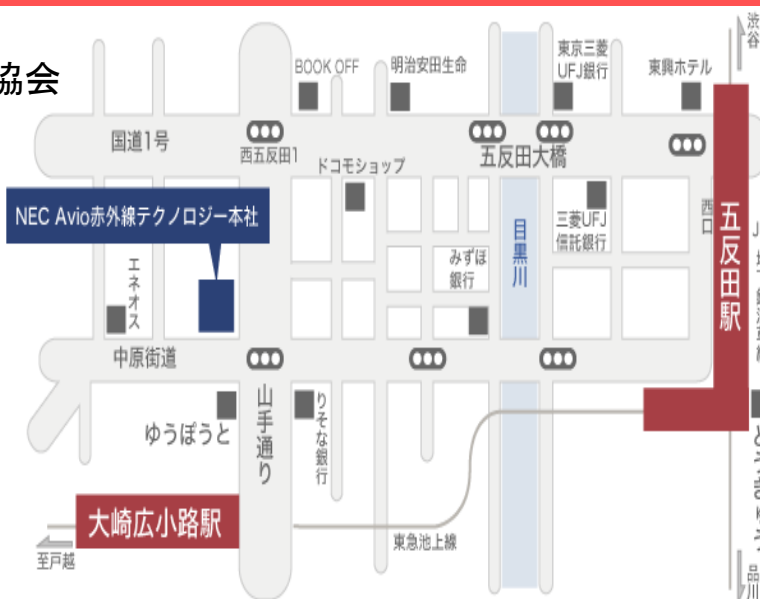 協会
渋谷
BOOK OFF
明治安田生命
東京三菱
UFJ銀行
東興ホテル
国道1号
西五反田1
ドコモショップ
五反田大橋
西口
五反田駅
NEC Avio赤外線テクノロジー本社
目黒川
三菱UFJ
信託銀行
みずほ
銀行
エネオス
中原街道
ゆうぽうと
山手通り
りそな銀行
大崎広小路駅
東急池上線
至戸越
品川